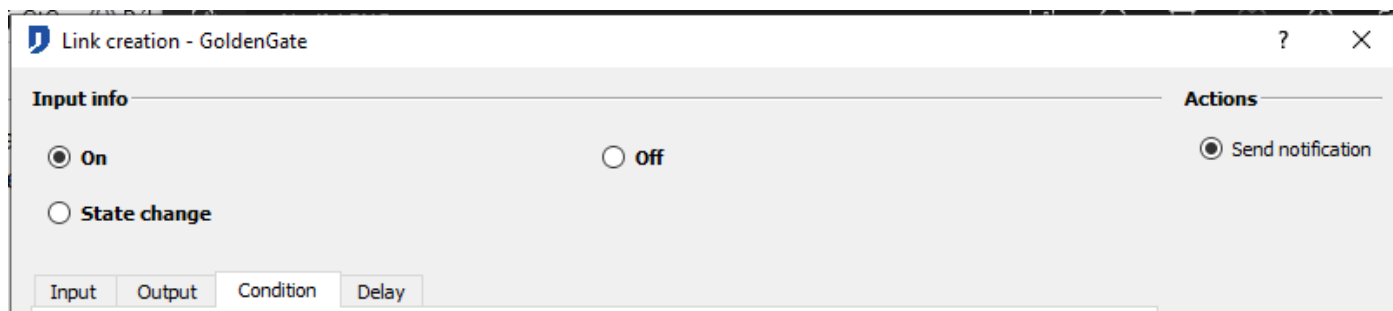 Link creation - GoldenGate
?
Input info
Actions
On
Off
Send notification
State change
Input
Output
Condition
Delay